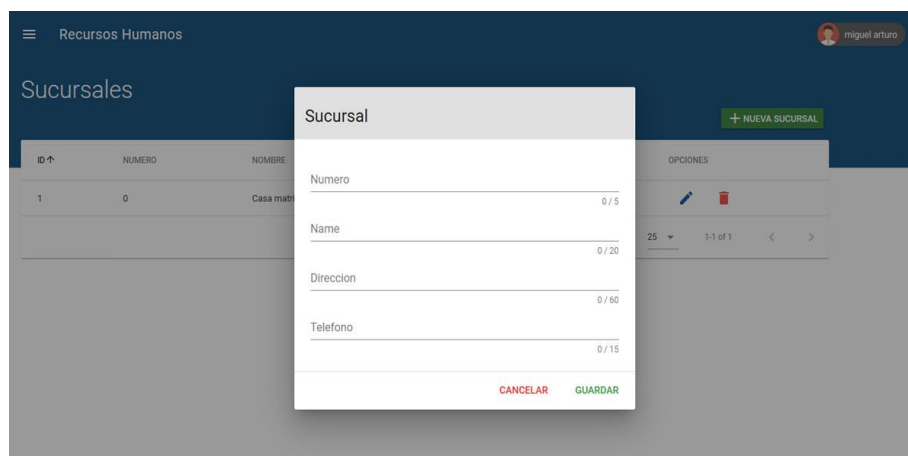 Recursos Humanos
miguel arturo
Sucursales
NUEVA SUCURSAL
ID NUMERO NOMBRE OPCIONES
1 0 Casa matri
25 1-1 of 1
Sucursal
Numero
0 / 5
Name
0 / 20
Direccion
0 / 60
Telefono
0 / 15
CANCELAR GUARDAR